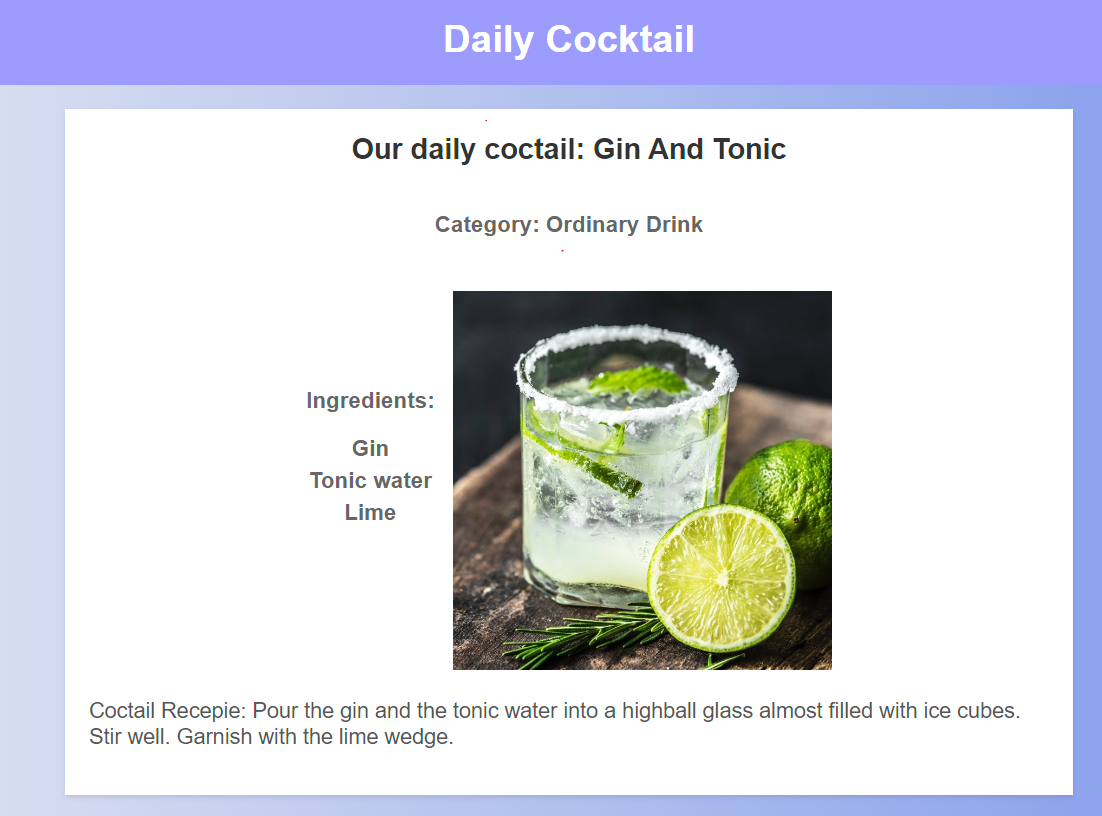 Daily Cocktail
Our daily coctail: Gin And Tonic
Category: Ordinary Drink
Ingredients:
Gin
Tonic water
Lime
Coctail Recepie: Pour the gin and the tonic water into a highball glass almost filled with ice cubes.
Stir well. Garnish with the lime wedge.